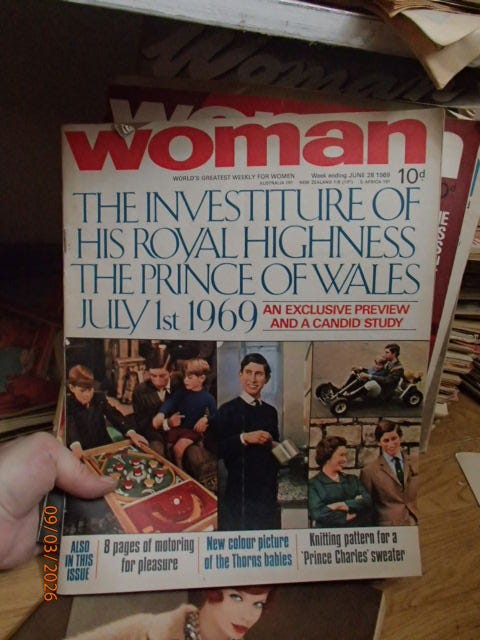 Woman
woman
woman
WORLD'S GREATEST WEEKLY FOR WOMEN
Week ending JUNE 28 1969
10d
THE INVESTITURE OF
HIS ROYAL HIGHNESS
THE PRINCE OF WALES
JULY 1st 1969
AN EXCLUSIVE PREVIEW
AND A CANDID STUDY
ALSO
IN THIS
ISSUE
8 pages of motoring
for pleasure
New colour picture
of the Thorns babies
Knitting pattern for a
'Prince Charles' sweater
09/03/2026